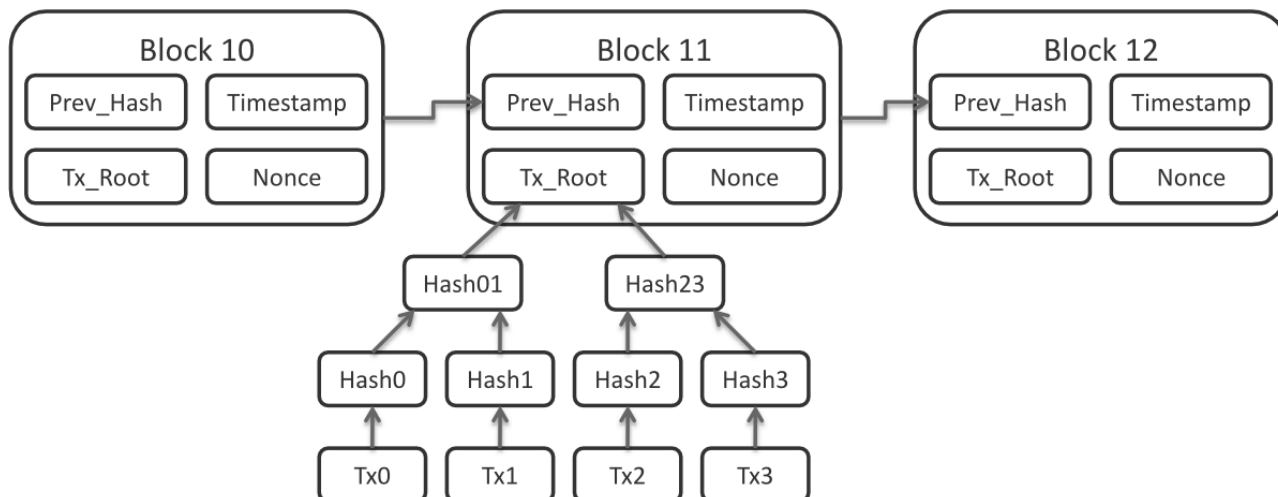 Block 10
Block 11
Block 12
Prev_Hash
Timestamp
Prev_Hash
Timestamp
Prev_Hash
Timestamp
Tx_Root
Nonce
Tx_Root
Nonce
Tx_Root
Nonce
Hash01
Hash23
Hash0
Hash1
Hash2
Hash3
Tx0
Tx1
Tx2
Tx3